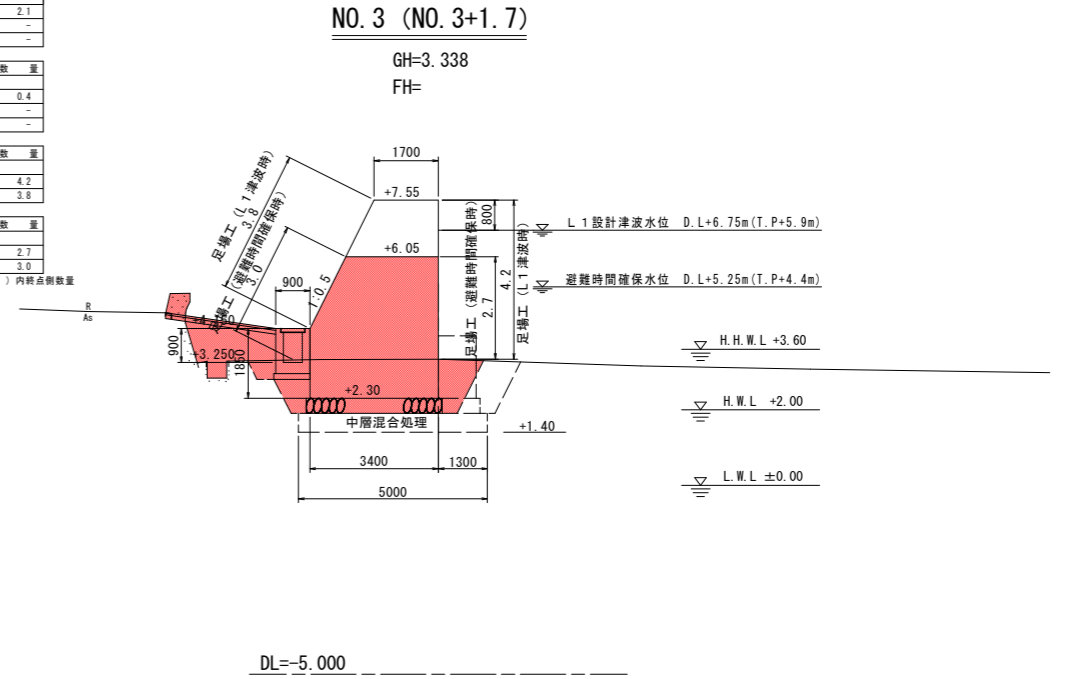 2.1
-
-
数 量
0.4
-
-
数 量
4.2
3.8
数 量
2.7
3.0
)内終点側数量
NO.3 (NO.3+1.7)
GH=3.338
FH=
足場工(L1津波時)
3.8
足場工(避難時間確保時)
3.0
1700
+7.55
+6.05
1:0.5
900
R
As
900
+3.250
1850
+2.30
中層混合処理
+1.40
3400
1300
5000
足場工(避難時間確保時)
2.7
800
4.2
足場工(L1津波時)
L1設計津波水位 D.L+6.75m(T.P+5.9m)
避難時間確保水位 D.L+5.25m(T.P+4.4m)
H.H.W.L +3.60
H.W.L +2.00
L.W.L ±0.00
DL=-5.000